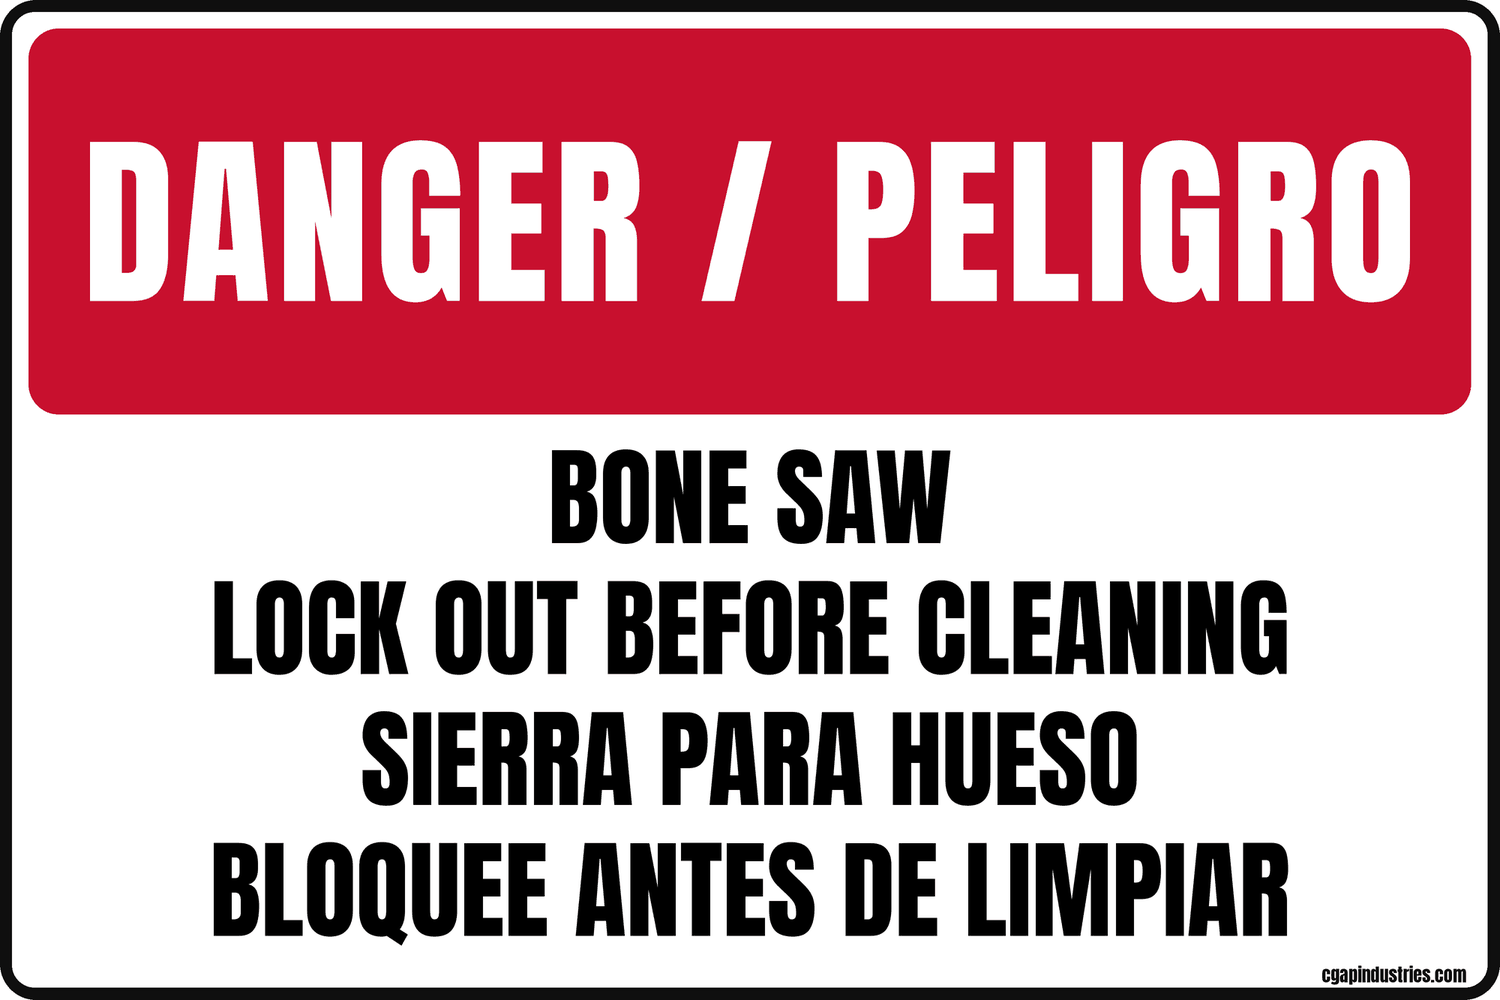 DANGER / PELIGRO
BONE SAW
LOCK OUT BEFORE CLEANING
SIERRA PARA HUESO
BLOQUEE ANTES DE LIMPIAR
cgapindustries.com